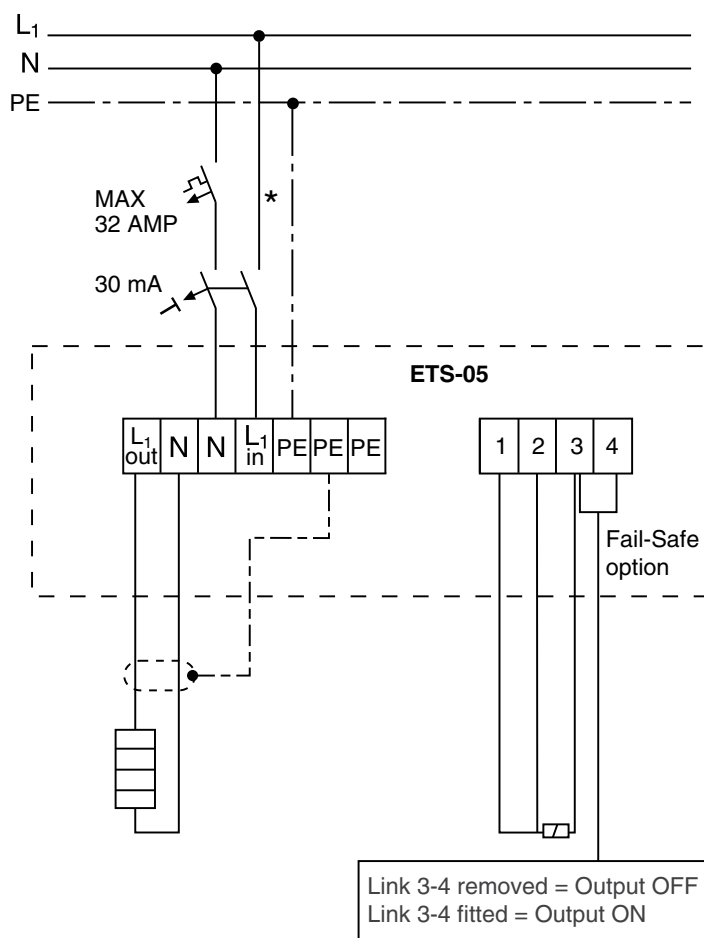 L₁
N
PE
MAX
32 AMP
*
30 mA
ETS-05
L₁ out N N L₁ in PE PE PE
1 2 3 4
Fail-Safe
option
Link 3-4 removed = Output OFF
Link 3-4 fitted = Output ON